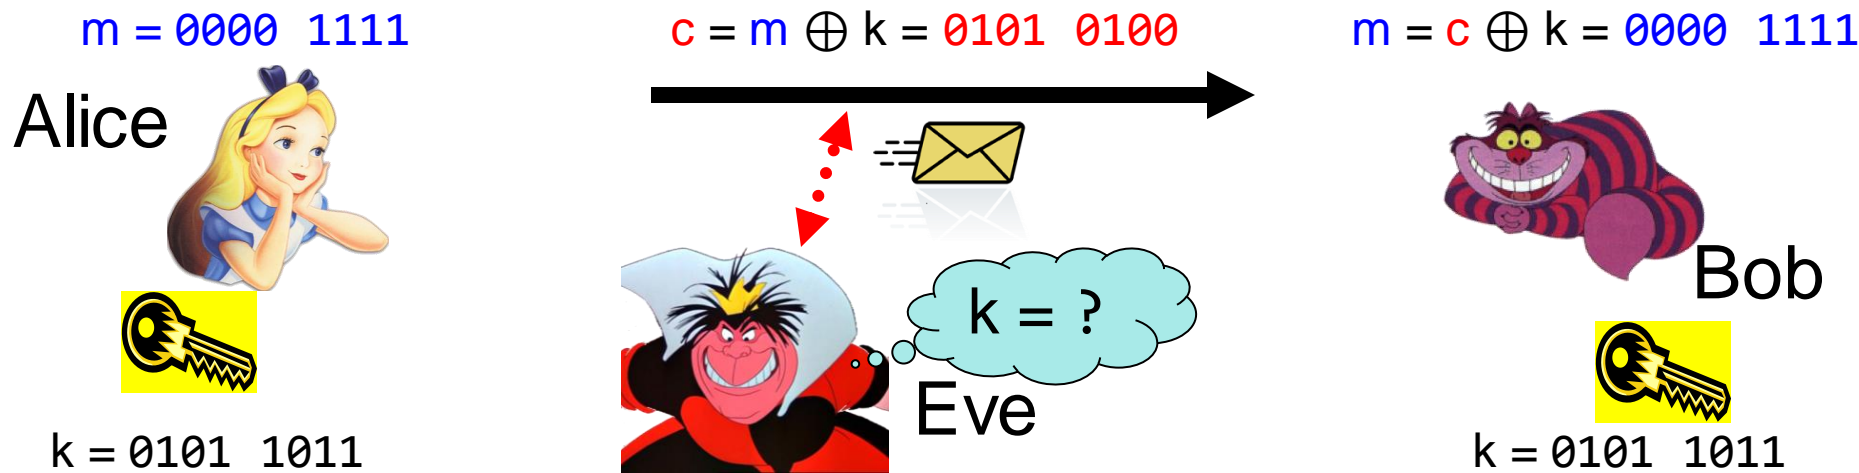 m = 0000 1111
c = m ⊕ k = 0101 0100
m = c ⊕ k = 0000 1111
Alice
Bob
k = ?
Eve
k = 0101 1011
k = 0101 1011